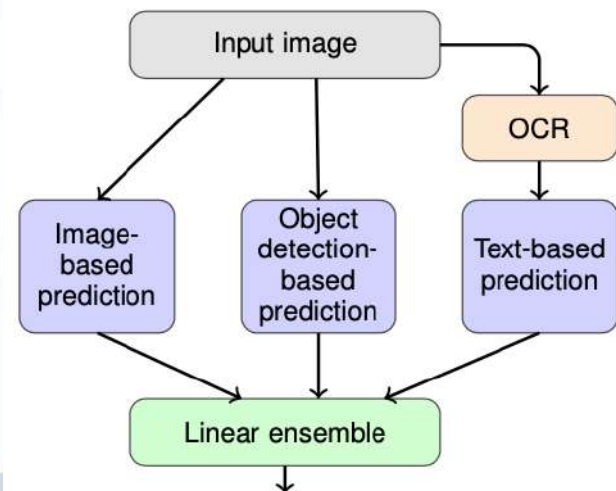 Input image
OCR
Image-
based
prediction
Object
detection-
based
prediction
Text-based
prediction
Linear ensemble